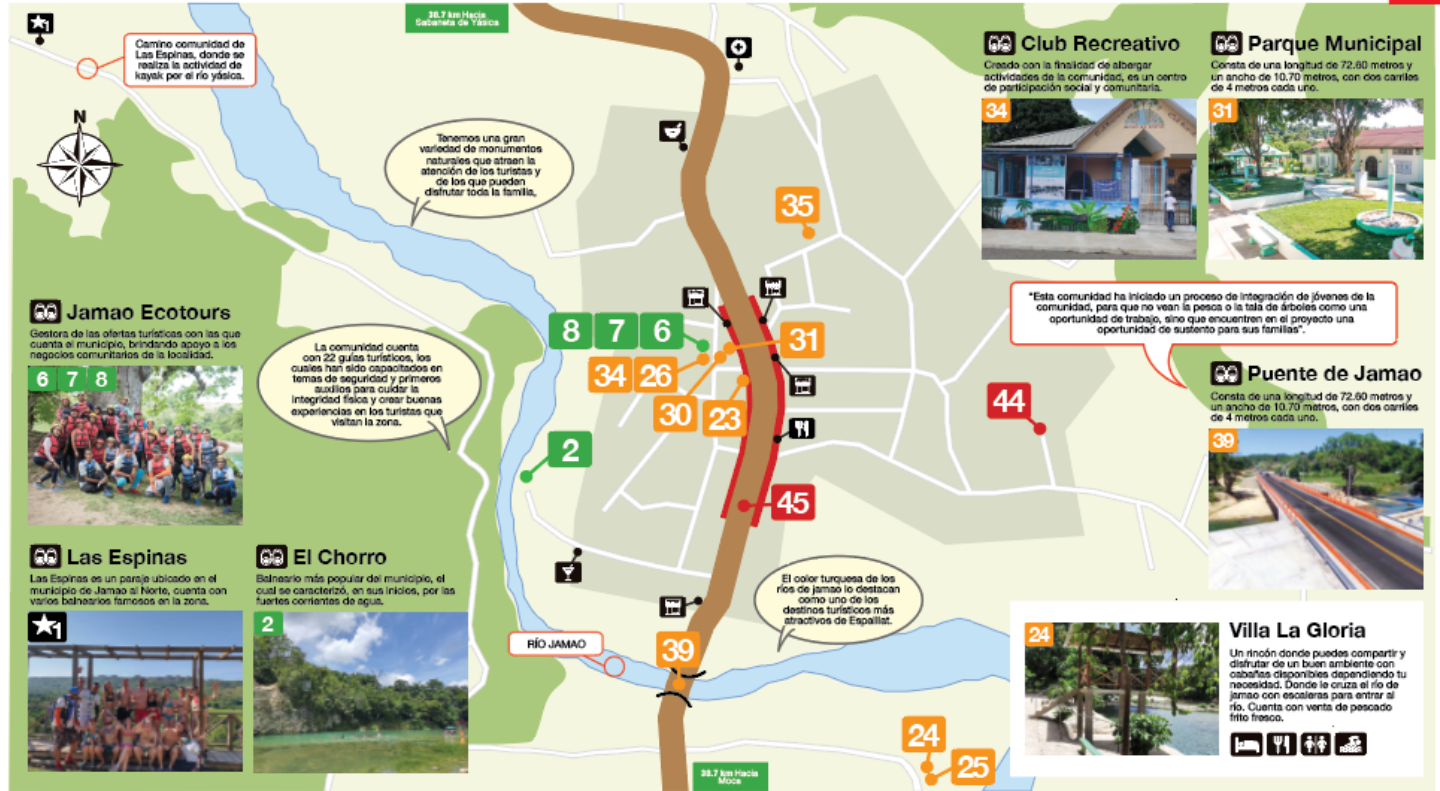 1
38.7 km Hacia
Sabaneta de Yásica
Camino comunidad de
Las Espinas, donde se
realiza la actividad de
kayak por el río yásica.
N
Tenemos una gran
variedad de monumentos
naturales que atraen la
atención de los turistas y
de los que pueden
disfrutar toda la familia,
Club Recreativo
Creado con la finalidad de albergar
actividades de la comunidad, es un centro
de participación social y comunitaria.
34
Parque Municipal
Consta de una longitud de 72.60 metros y
un ancho de 10.70 metros, con dos carriles
de 4 metros cada uno.
31
35
"Esta comunidad ha iniciado un proceso de integración de jóvenes de la
comunidad, para que no vean la pesca o la tala de árboles como una
oportunidad de trabajo, sino que encuentren en el proyecto una
oportunidad de sustento para sus familias".
Jamao Ecotours
Gestora de las ofertas turísticas con las que
cuenta el municipio, brindando apoyo a los
negocios comunitarios de la localidad.
6 7 8
La comunidad cuenta
con 22 guías turísticos, los
cuales han sido capacitados en
temas de seguridad y primeros
auxilios para cuidar la
integridad física y crear buenas
experiencias en los turistas que
visitan la zona.
8 7 6
31
34 26
30 23
44
2
45
Puente de Jamao
Consta de una longitud de 72.60 metros y
un ancho de 10.70 metros, con dos carriles
de 4 metros cada uno.
39
Las Espinas
Las Espinas es un paraje ubicado en el
municipio de Jamao al Norte, cuenta con
varios balnearios famosos en la zona.
1
El Chorro
Balneario más popular del municipio, el
cual se caracterizó, en sus inicios, por las
fuertes corrientes de agua.
2
El color turquesa de los
ríos de jamao lo destacan
como uno de los
destinos turísticos más
atractivos de Espaillat.
RÍO JAMAO
39
24
Villa La Gloria
Un rincón donde puedes compartir y
disfrutar de un buen ambiente con
cabañas disponibles dependiendo tu
necesidad. Donde le cruza el río de
jamao con escaleras para entrar al
río. Cuenta con venta de pescado
frito fresco.
24
25
38.7 km Hacia
Moca